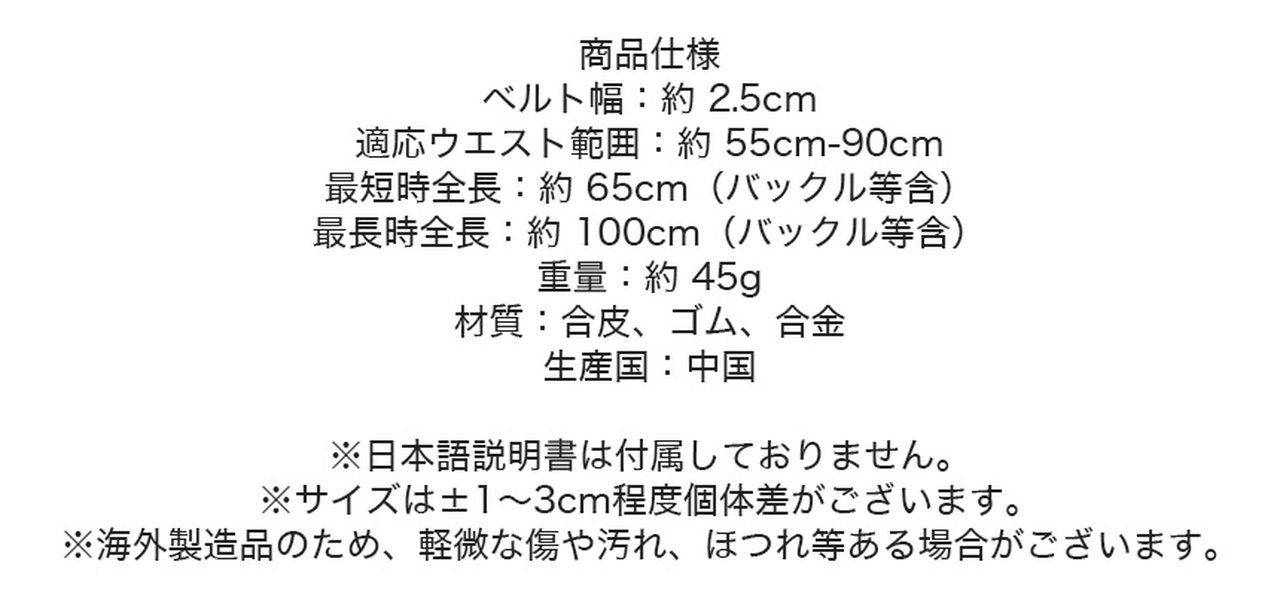 商品仕様
ベルト幅：約 2.5cm
適応ウエスト範囲：約 55cm-90cm
最短時全長：約 65cm（バックル等含）
最長時全長：約 100cm（バックル等含）
重量：約 45g
材質：合皮、ゴム、合金
生産国：中国
※日本語説明書は付属しておりません。
※サイズは±1〜3cm程度個体差がございます。
※海外製造品のため、軽微な傷や汚れ、ほつれ等ある場合がございます。